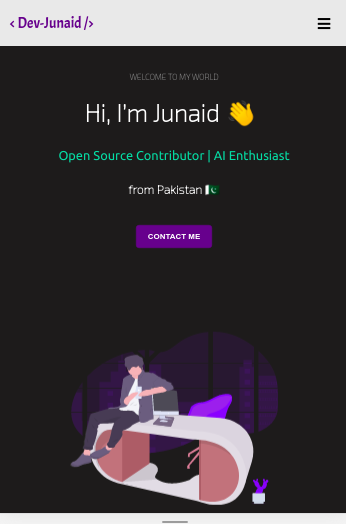 < Dev-Junaid />
WELCOME TO MY WORLD
Hi, I'm Junaid 👋
Open Source Contributor | AI Enthusiast
from Pakistan 🇵🇰
CONTACT ME